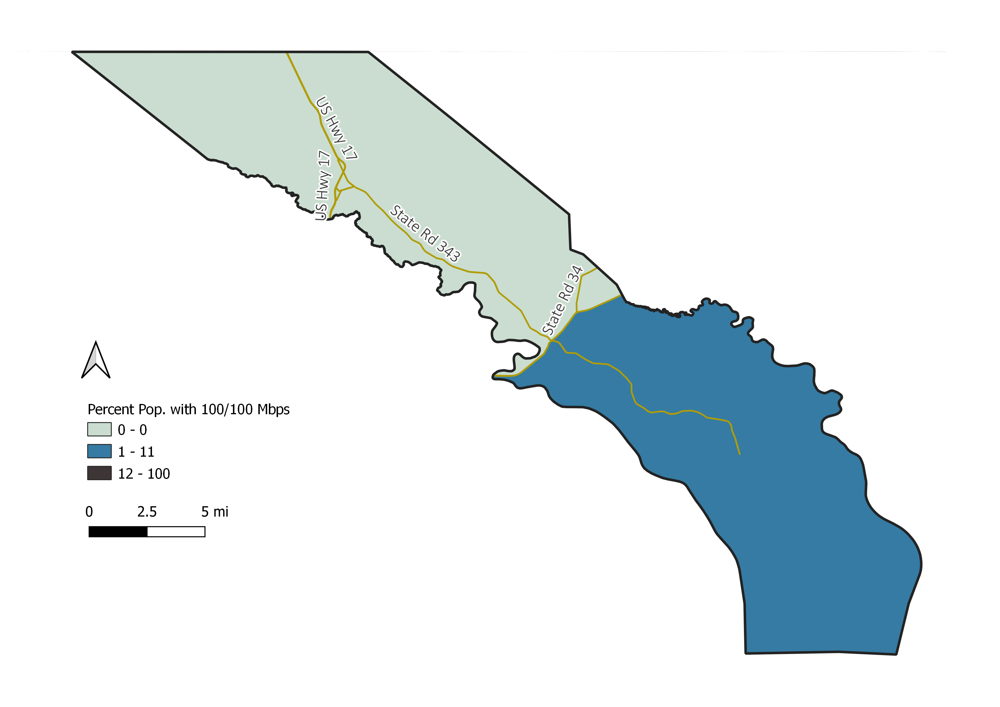 US Hwy 17
US Hwy 17
State Rd 343
State Rd 34
Percent Pop. with 100/100 Mbps
0 - 0
1 - 11
12 - 100
0 2.5 5 mi